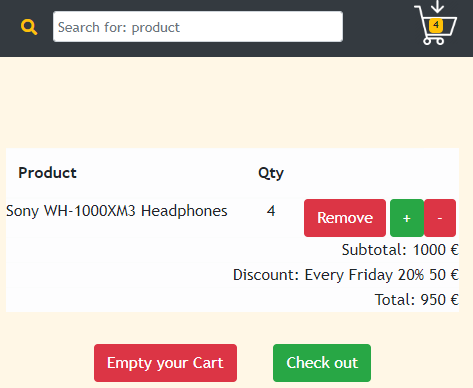 Search for: product
4
Product Qty
Sony WH-1000XM3 Headphones 4 Remove + -
Subtotal: 1000 €
Discount: Every Friday 20% 50 €
Total: 950 €
Empty your Cart Check out